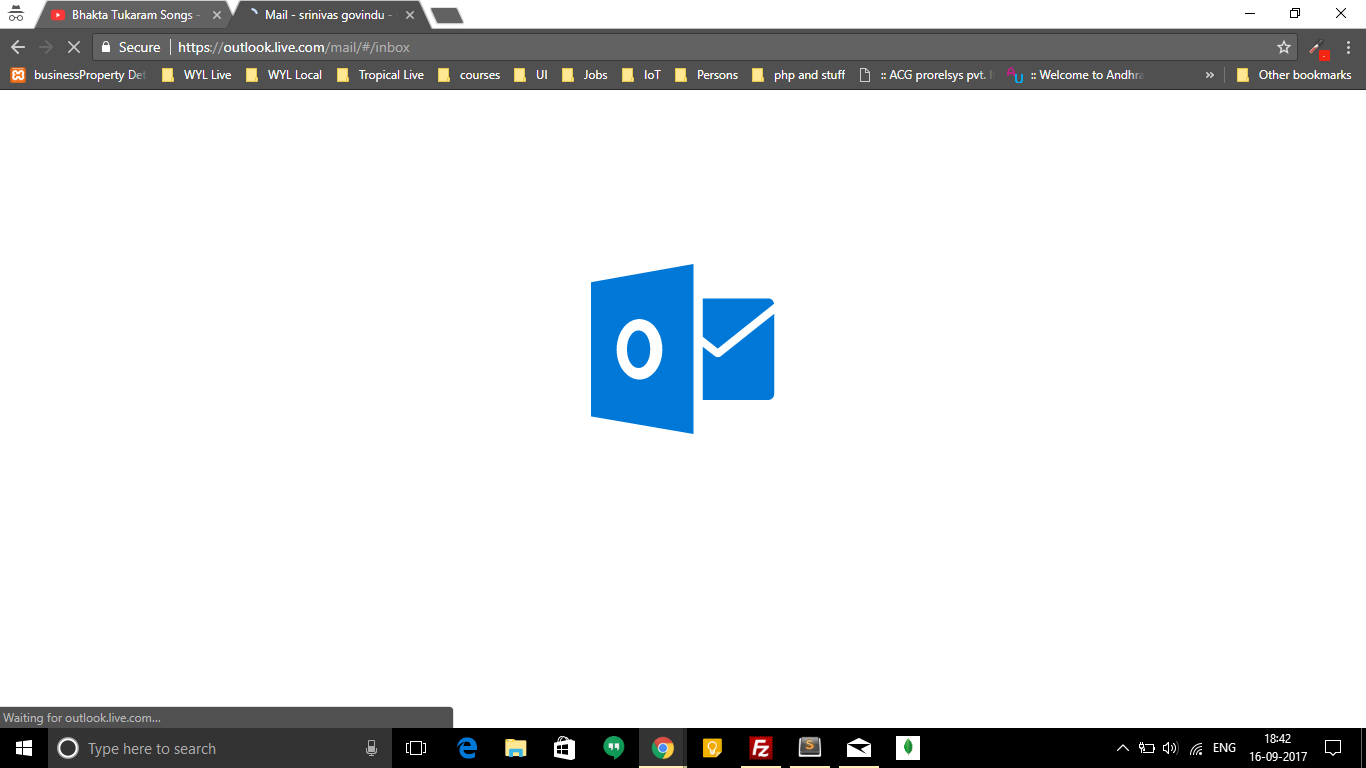 Bhakta Tukaram Songs -
Mail - srinivas govindu -
Secure https://outlook.live.com/mail/#/inbox
businessProperty Det WYL Live WYL Local Tropical Live courses UI Jobs IoT Persons php and stuff :: ACG prorelsys pvt. :: Welcome to Andhra » Other bookmarks
O
Waiting for outlook.live.com...
Type here to search
ENG
18:42
16-09-2017